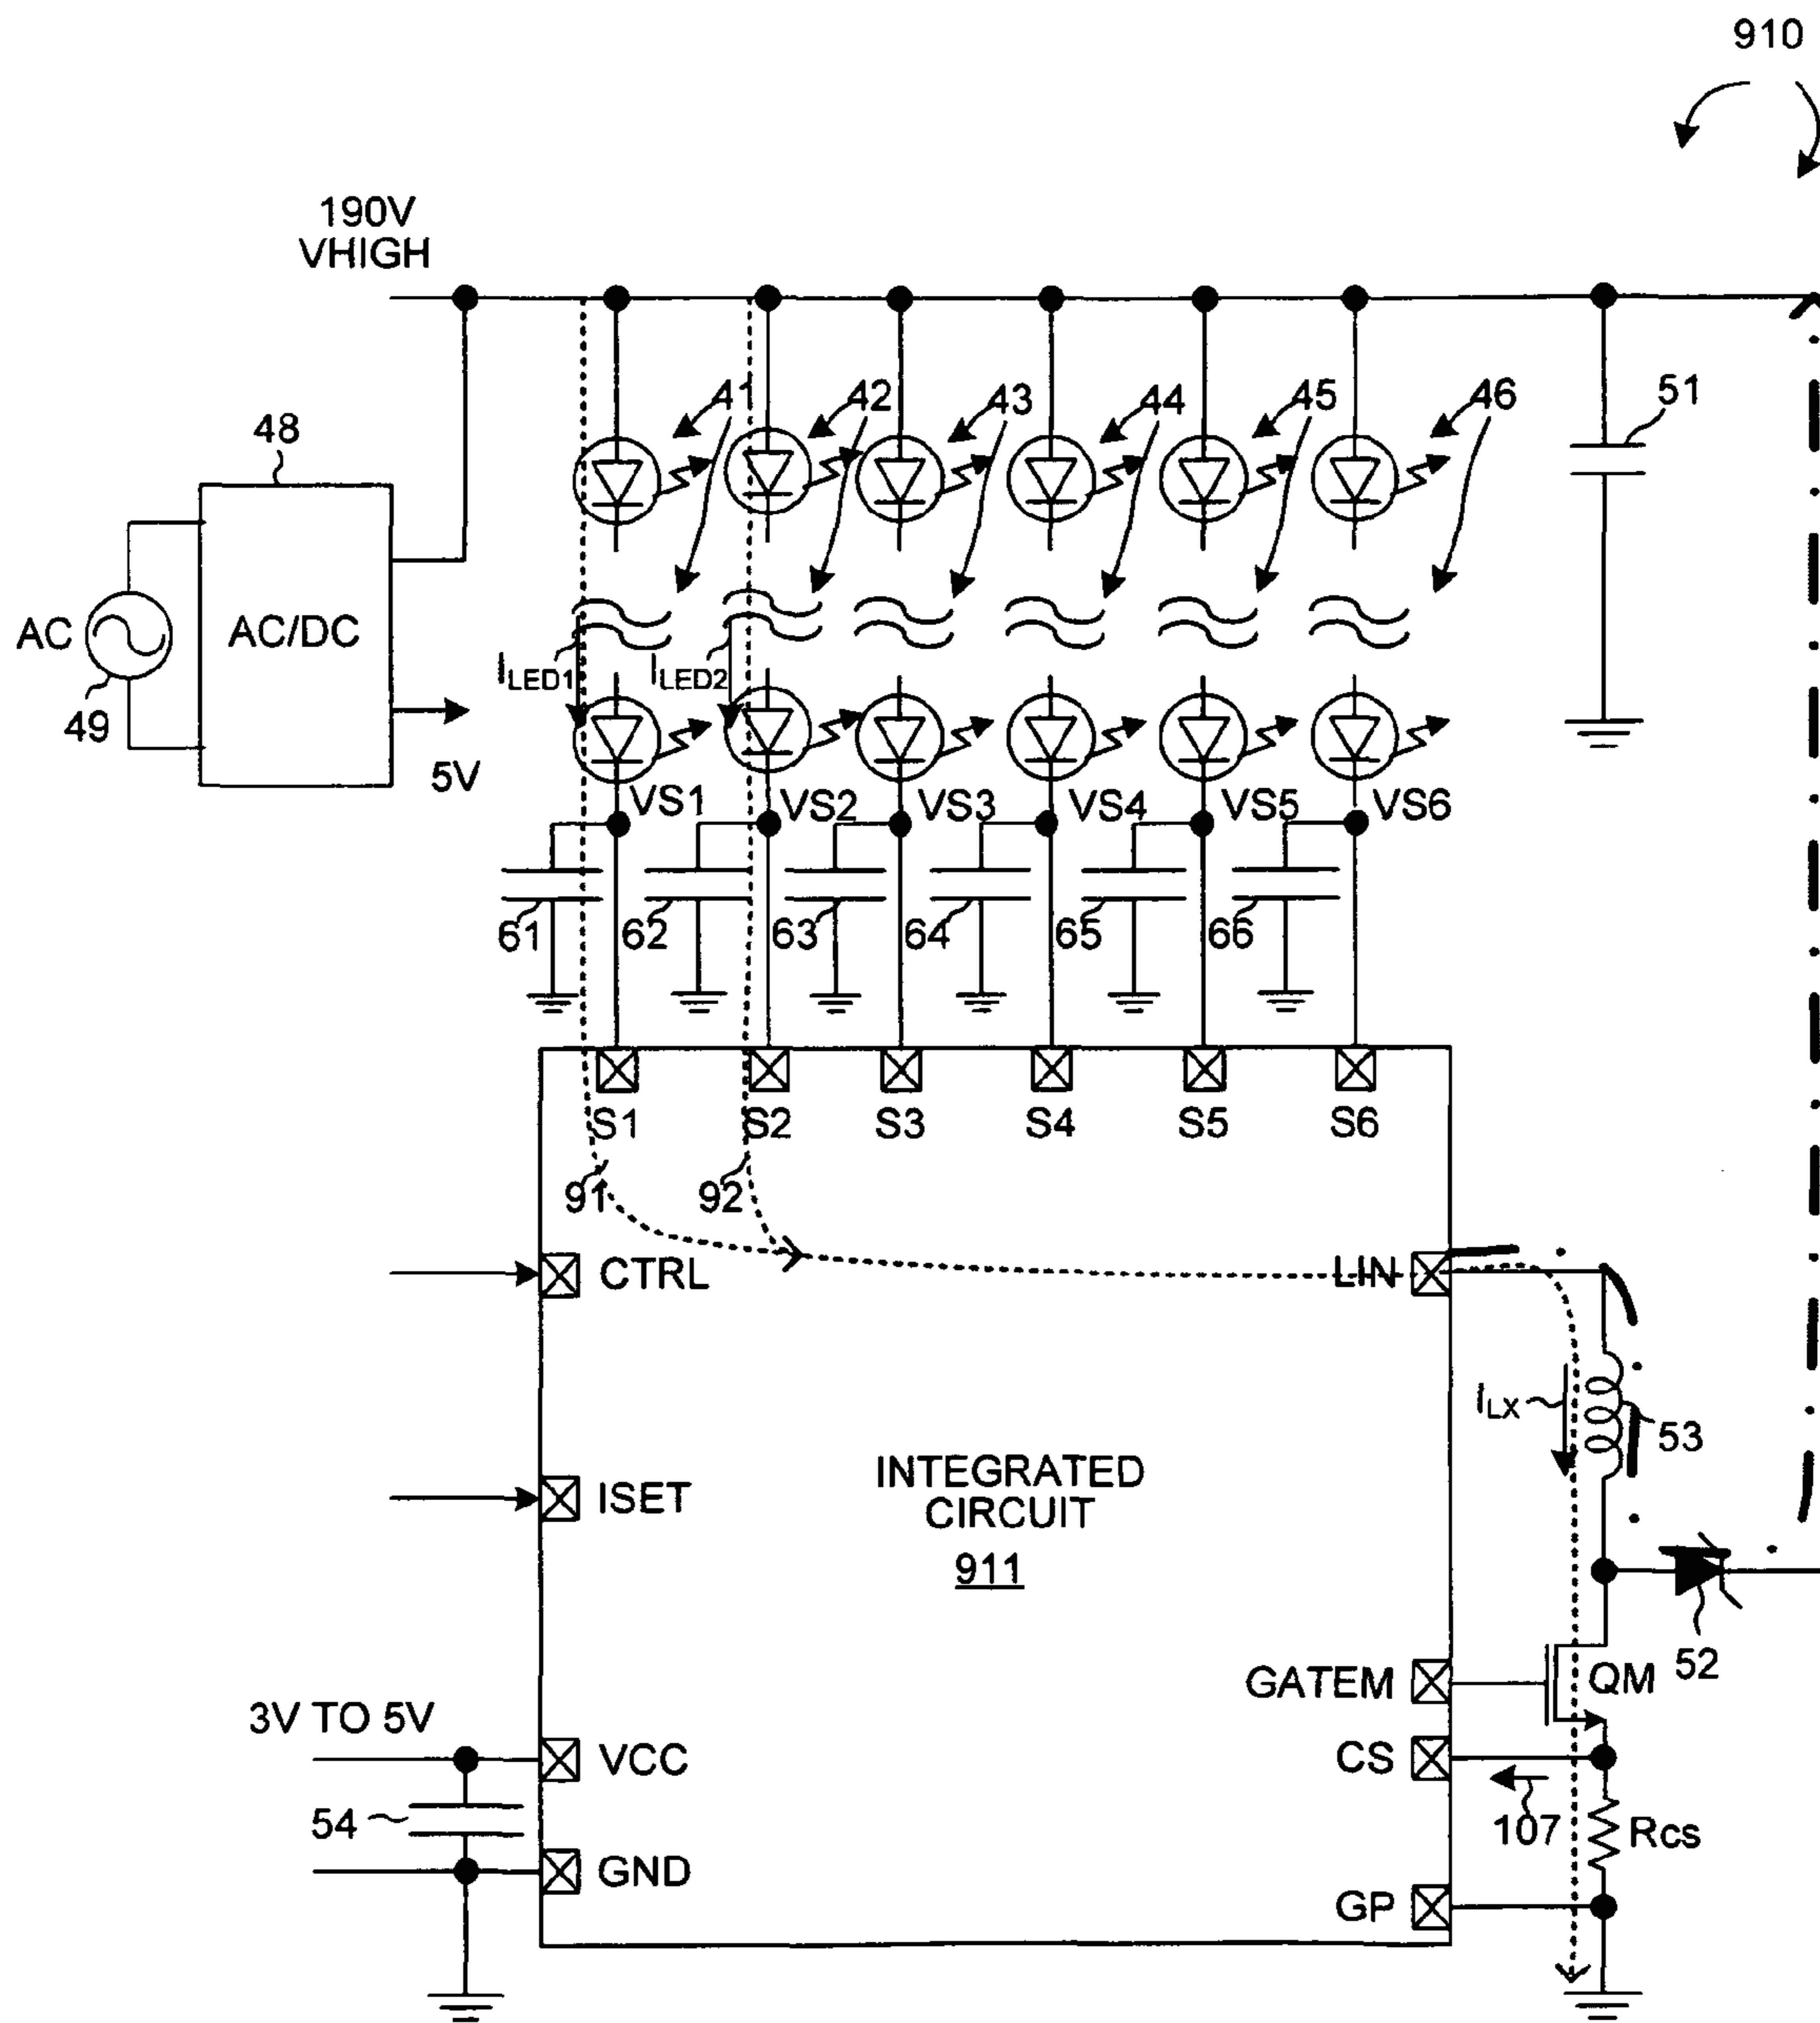 910
190V
VHIGH
41
42
43
44
45
46
51
48
AC
AC/DC
49
5V
ILED1
ILED2
VS1
VS2
VS3
VS4
VS5
VS6
61
62
63
64
65
66
S1
S2
S3
S4
S5
S6
91
92
CTRL
LIN
ILX
53
ISET
INTEGRATED
CIRCUIT
911
52
GATEM
QM
3V TO 5V
VCC
CS
54
107
Rcs
GND
GP